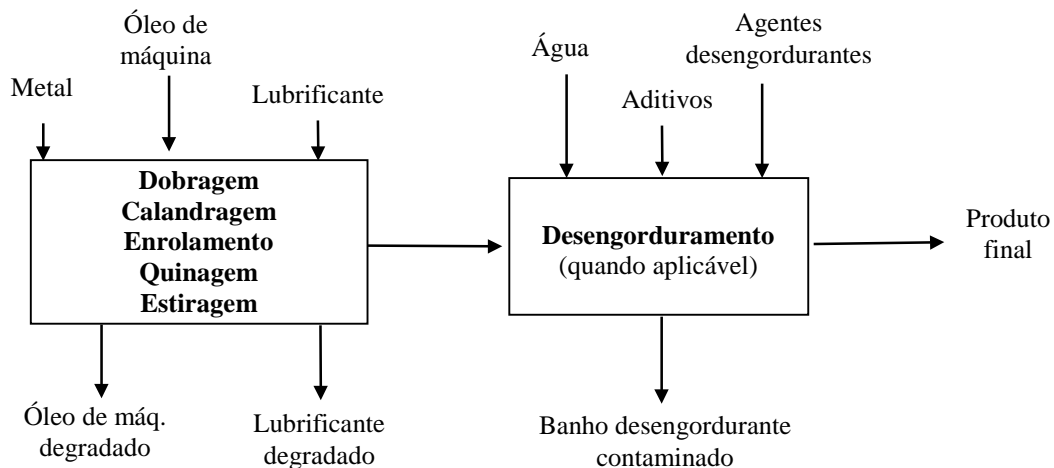 Óleo de
máquina
Metal
Lubrificante
Água
Agentes
desengordurantes
Aditivos
Dobragem
Calandragem
Enrolamento
Quinagem
Estiragem
Desengorduramento
(quando aplicável)
Produto
final
Óleo de máq.
degradado
Lubrificante
degradado
Banho desengordurante
contaminado